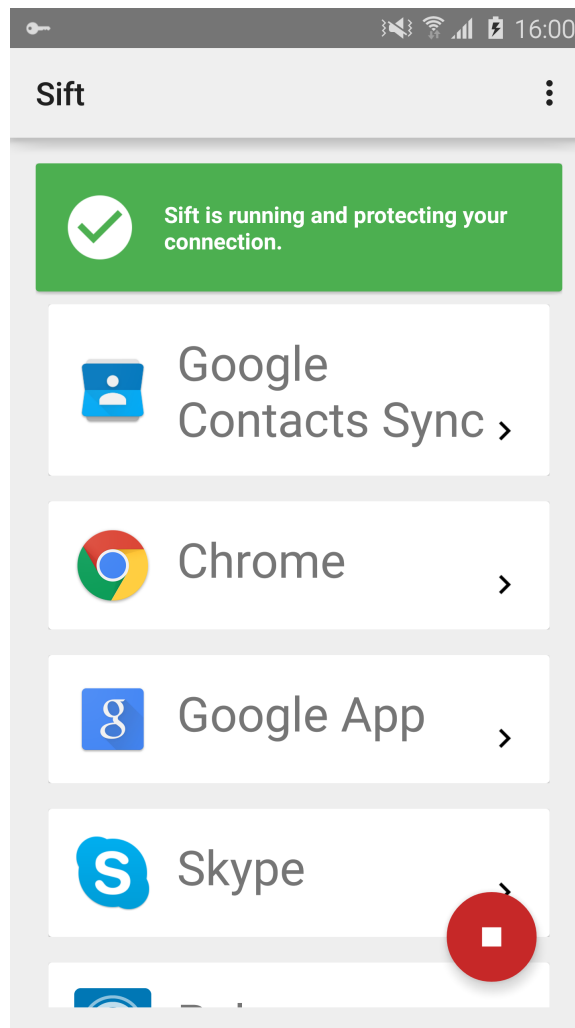 16:00
Sift
Sift is running and protecting your
connection.
Google
Contacts Sync
Chrome
Google App
Skype